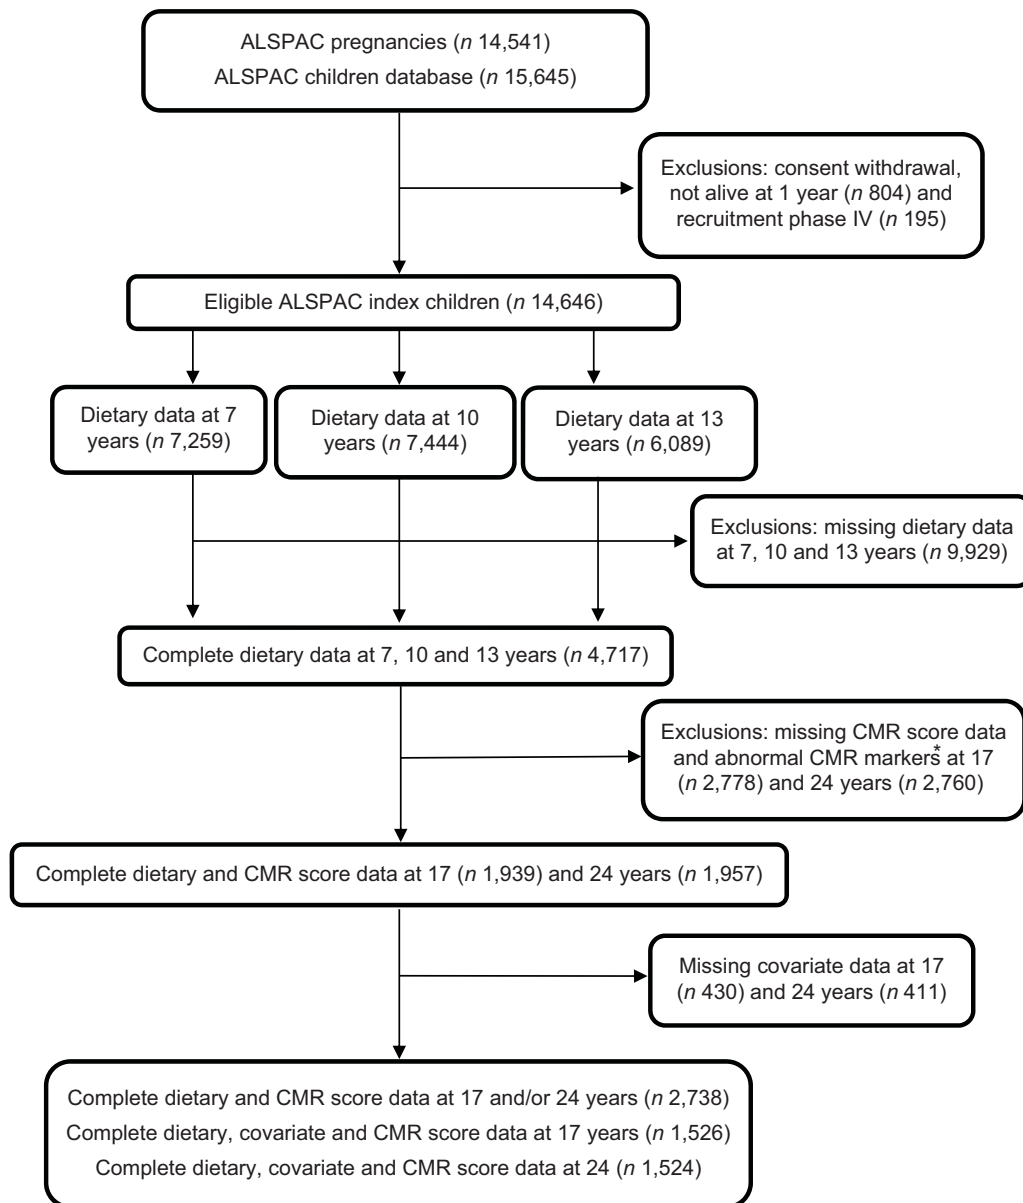 ALSPAC pregnancies (n 14,541)
ALSPAC children database (n 15,645)
Exclusions: consent withdrawal,
not alive at 1 year (n 804) and
recruitment phase IV (n 195)
Eligible ALSPAC index children (n 14,646)
Dietary data at 7
years (n 7,259)
Dietary data at 10
years (n 7,444)
Dietary data at 13
years (n 6,089)
Exclusions: missing dietary data
at 7, 10 and 13 years (n 9,929)
Complete dietary data at 7, 10 and 13 years (n 4,717)
Exclusions: missing CMR score data
and abnormal CMR markers* at 17
(n 2,778) and 24 years (n 2,760)
Complete dietary and CMR score data at 17 (n 1,939) and 24 years (n 1,957)
Missing covariate data at 17
(n 430) and 24 years (n 411)
Complete dietary and CMR score data at 17 and/or 24 years (n 2,738)
Complete dietary, covariate and CMR score data at 17 years (n 1,526)
Complete dietary, covariate and CMR score data at 24 (n 1,524)